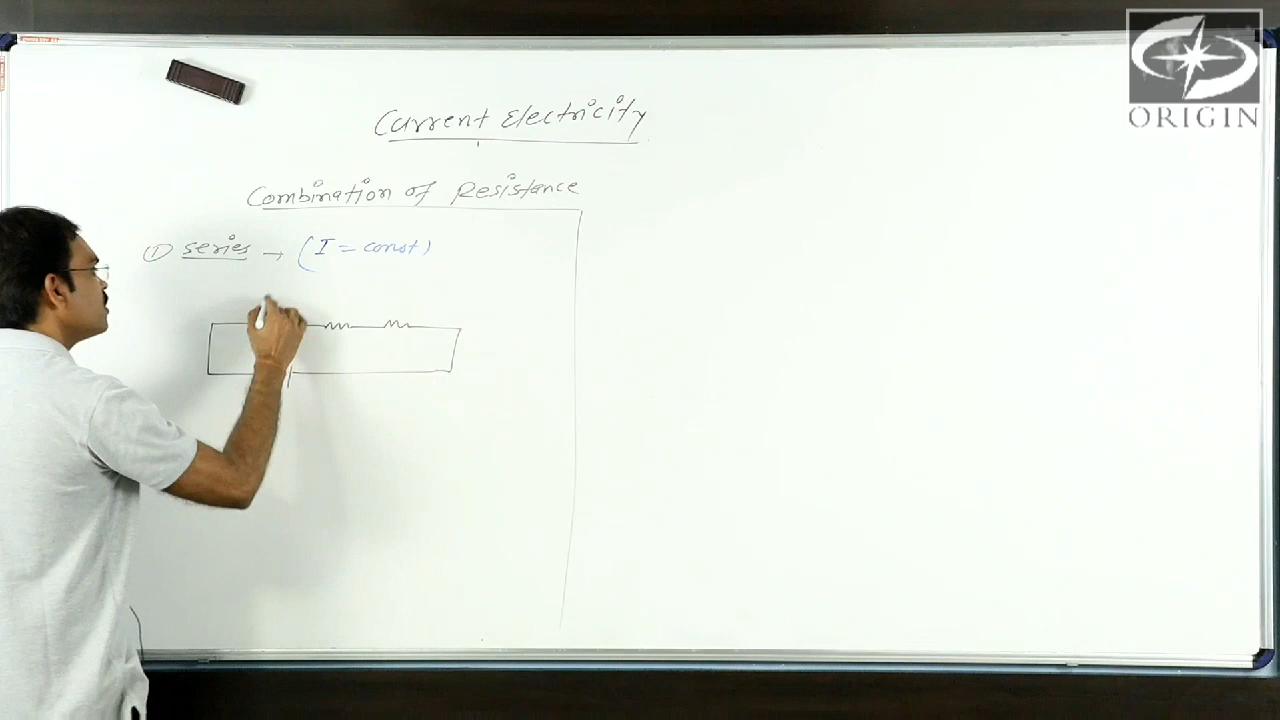 ORIGIN
Current Electricity
Combination of Resistance
① series → (I = const)